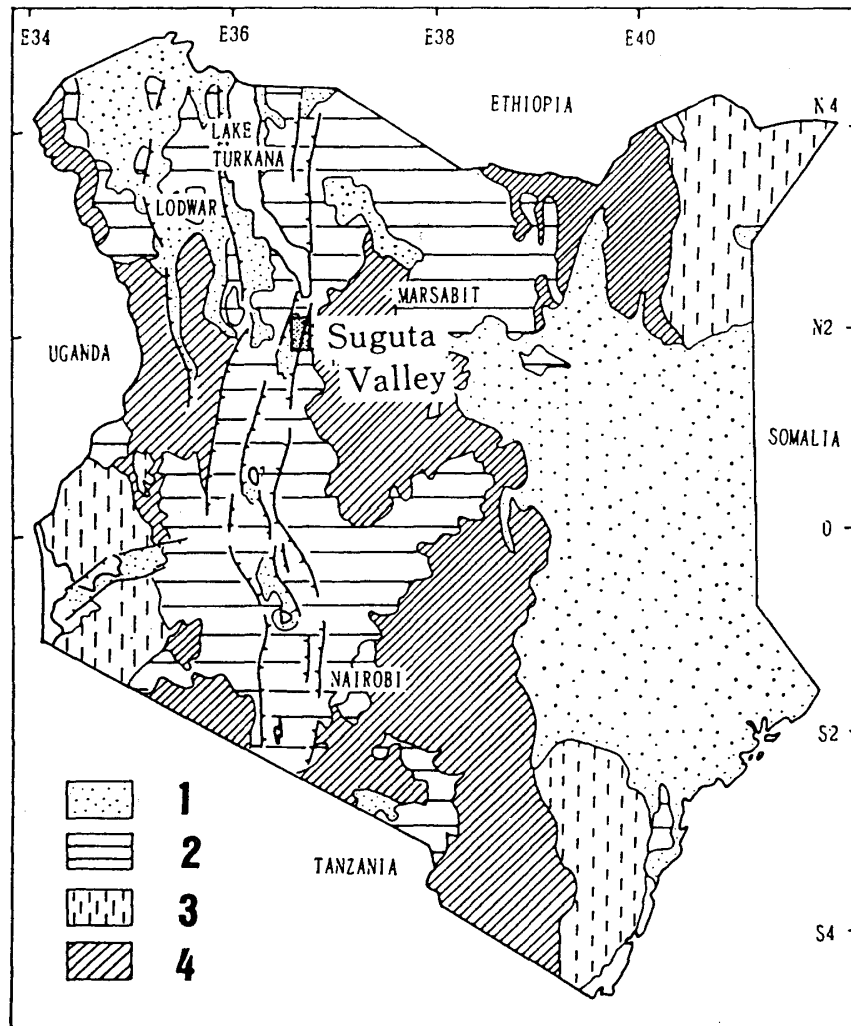 E34 E36 E38 E40
ETHIOPIA
N4
LAKE
TURKANA
LODWAR
MARSABIT
N2
Suguta
Valley
UGANDA
SOMALIA
0
NAIROBI
S2
1
2
TANZANIA
3
S4
4